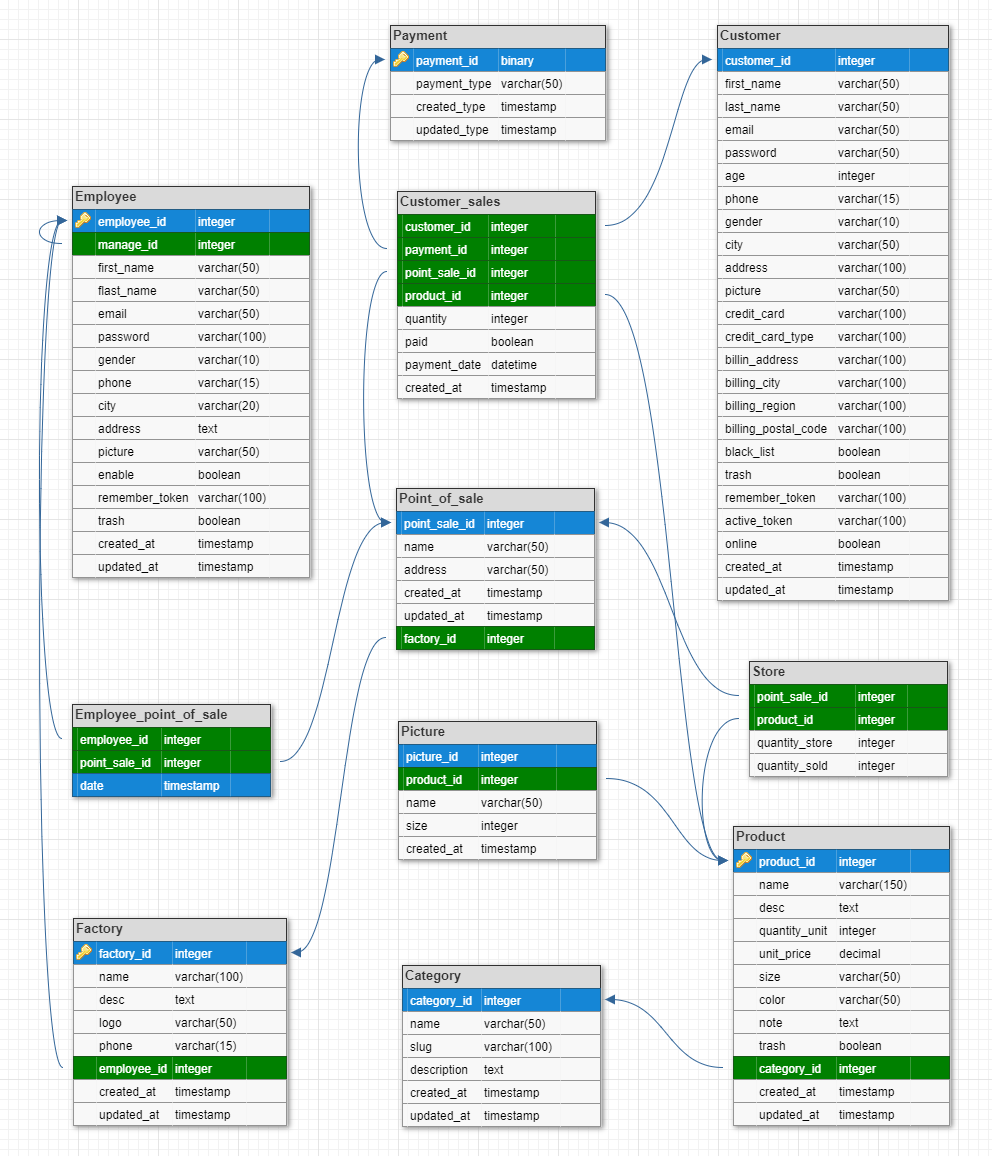 Payment
payment_id binary
payment_type varchar(50)
created_type timestamp
updated_type timestamp
Customer
customer_id integer
first_name varchar(50)
last_name varchar(50)
email varchar(50)
password varchar(50)
age integer
phone varchar(15)
gender varchar(10)
city varchar(50)
address varchar(100)
picture varchar(50)
credit_card varchar(100)
credit_card_type varchar(100)
billin_address varchar(100)
billing_city varchar(100)
billing_region varchar(100)
billing_postal_code varchar(100)
black_list boolean
trash boolean
remember_token varchar(100)
active_token varchar(100)
online boolean
created_at timestamp
updated_at timestamp
Employee
employee_id integer
manage_id integer
first_name varchar(50)
flast_name varchar(50)
email varchar(50)
password varchar(100)
gender varchar(10)
phone varchar(15)
city varchar(20)
address text
picture varchar(50)
enable boolean
remember_token varchar(100)
trash boolean
created_at timestamp
updated_at timestamp
Customer_sales
customer_id integer
payment_id integer
point_sale_id integer
product_id integer
quantity integer
paid boolean
payment_date datetime
created_at timestamp
Point_of_sale
point_sale_id integer
name varchar(50)
address varchar(50)
created_at timestamp
updated_at timestamp
factory_id integer
Store
point_sale_id integer
product_id integer
quantity_store integer
quantity_sold integer
Employee_point_of_sale
employee_id integer
point_sale_id integer
date timestamp
Picture
picture_id integer
product_id integer
name varchar(50)
size integer
created_at timestamp
Product
product_id integer
name varchar(150)
desc text
quantity_unit integer
unit_price decimal
size varchar(50)
color varchar(50)
note text
trash boolean
category_id integer
created_at timestamp
updated_at timestamp
Factory
factory_id integer
name varchar(100)
desc text
logo varchar(50)
phone varchar(15)
employee_id integer
created_at timestamp
updated_at timestamp
Category
category_id integer
name varchar(50)
slug varchar(100)
description text
created_at timestamp
updated_at timestamp